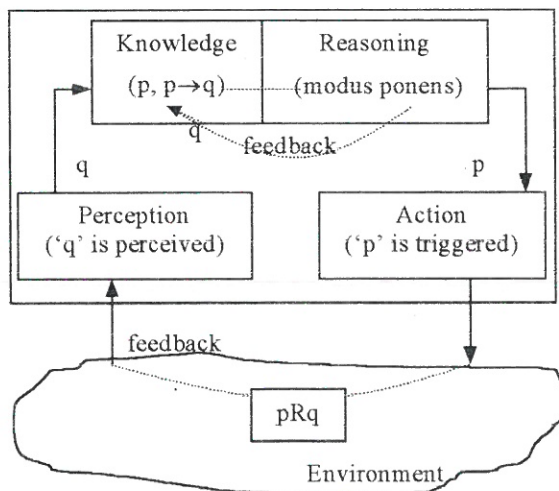 Knowledge
Reasoning
(p, p→q)
(modus ponens)
q
feedback
q
p
Perception
(‘q’ is perceived)
Action
(‘p’ is triggered)
feedback
pRq
Environment